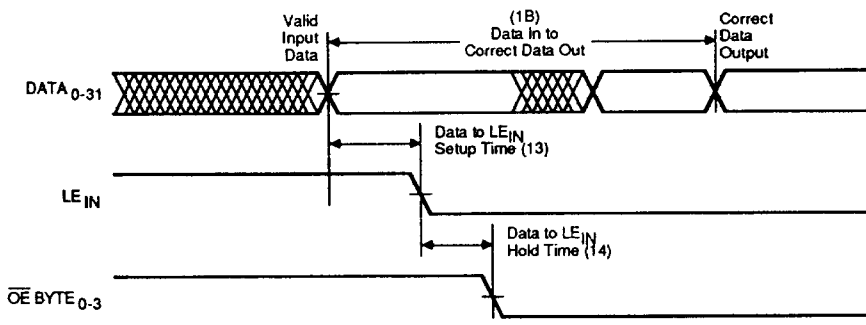 Valid
Input
Data
(1B)
Data In to
Correct Data Out
Correct
Data
Output
DATA0-31
Data to LEIN
Setup Time (13)
LEIN
Data to LEIN
Hold Time (14)
OE BYTE0-3